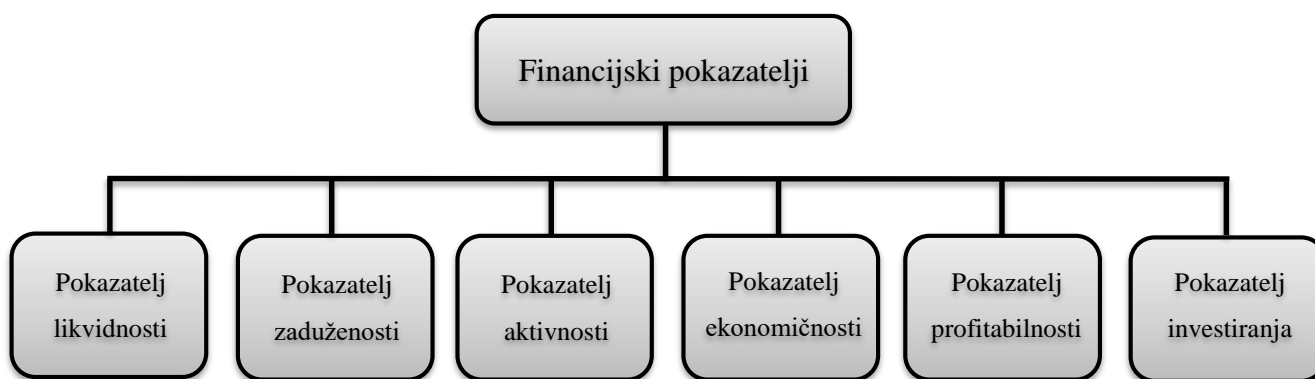 Financijski pokazatelji
Pokazatelj
likvidnosti
Pokazatelj
zaduženosti
Pokazatelj
aktivnosti
Pokazatelj
ekonomičnosti
Pokazatelj
profitabilnosti
Pokazatelj
investiranja